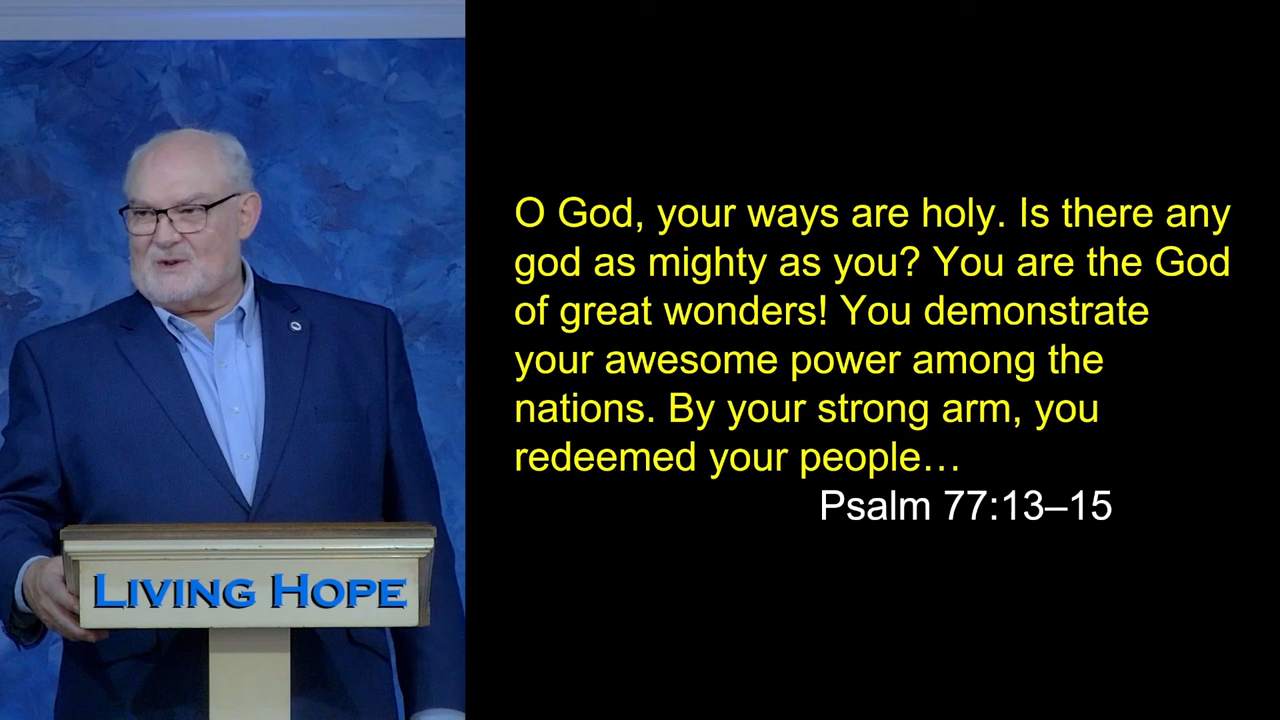 LIVING HOPE
O God, your ways are holy. Is there any
god as mighty as you? You are the God
of great wonders! You demonstrate
your awesome power among the
nations. By your strong arm, you
redeemed your people…
Psalm 77:13–15